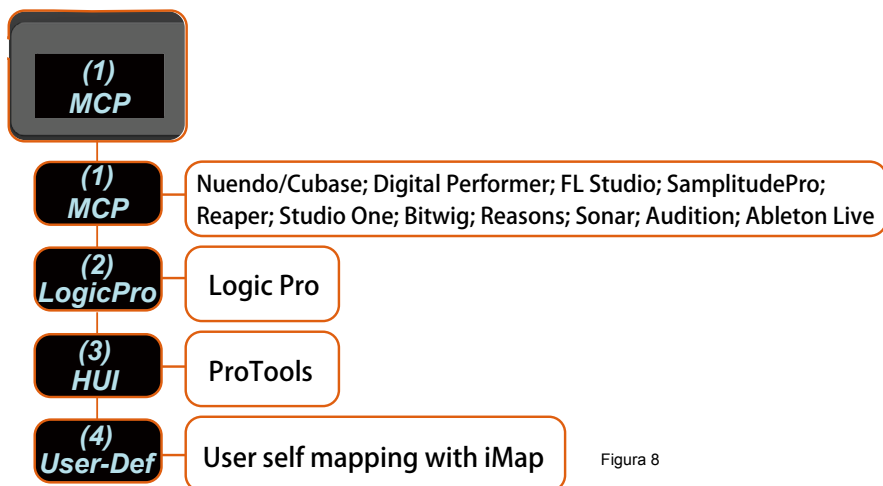 (1)
MCP
(1)
MCP
Nuendo/Cubase; Digital Performer; FL Studio; SamplitudePro;
Reaper; Studio One; Bitwig; Reasons; Sonar; Audition; Ableton Live
(2)
LogicPro
Logic Pro
(3)
HUI
ProTools
(4)
User-Def
User self mapping with iMap
Figura 8